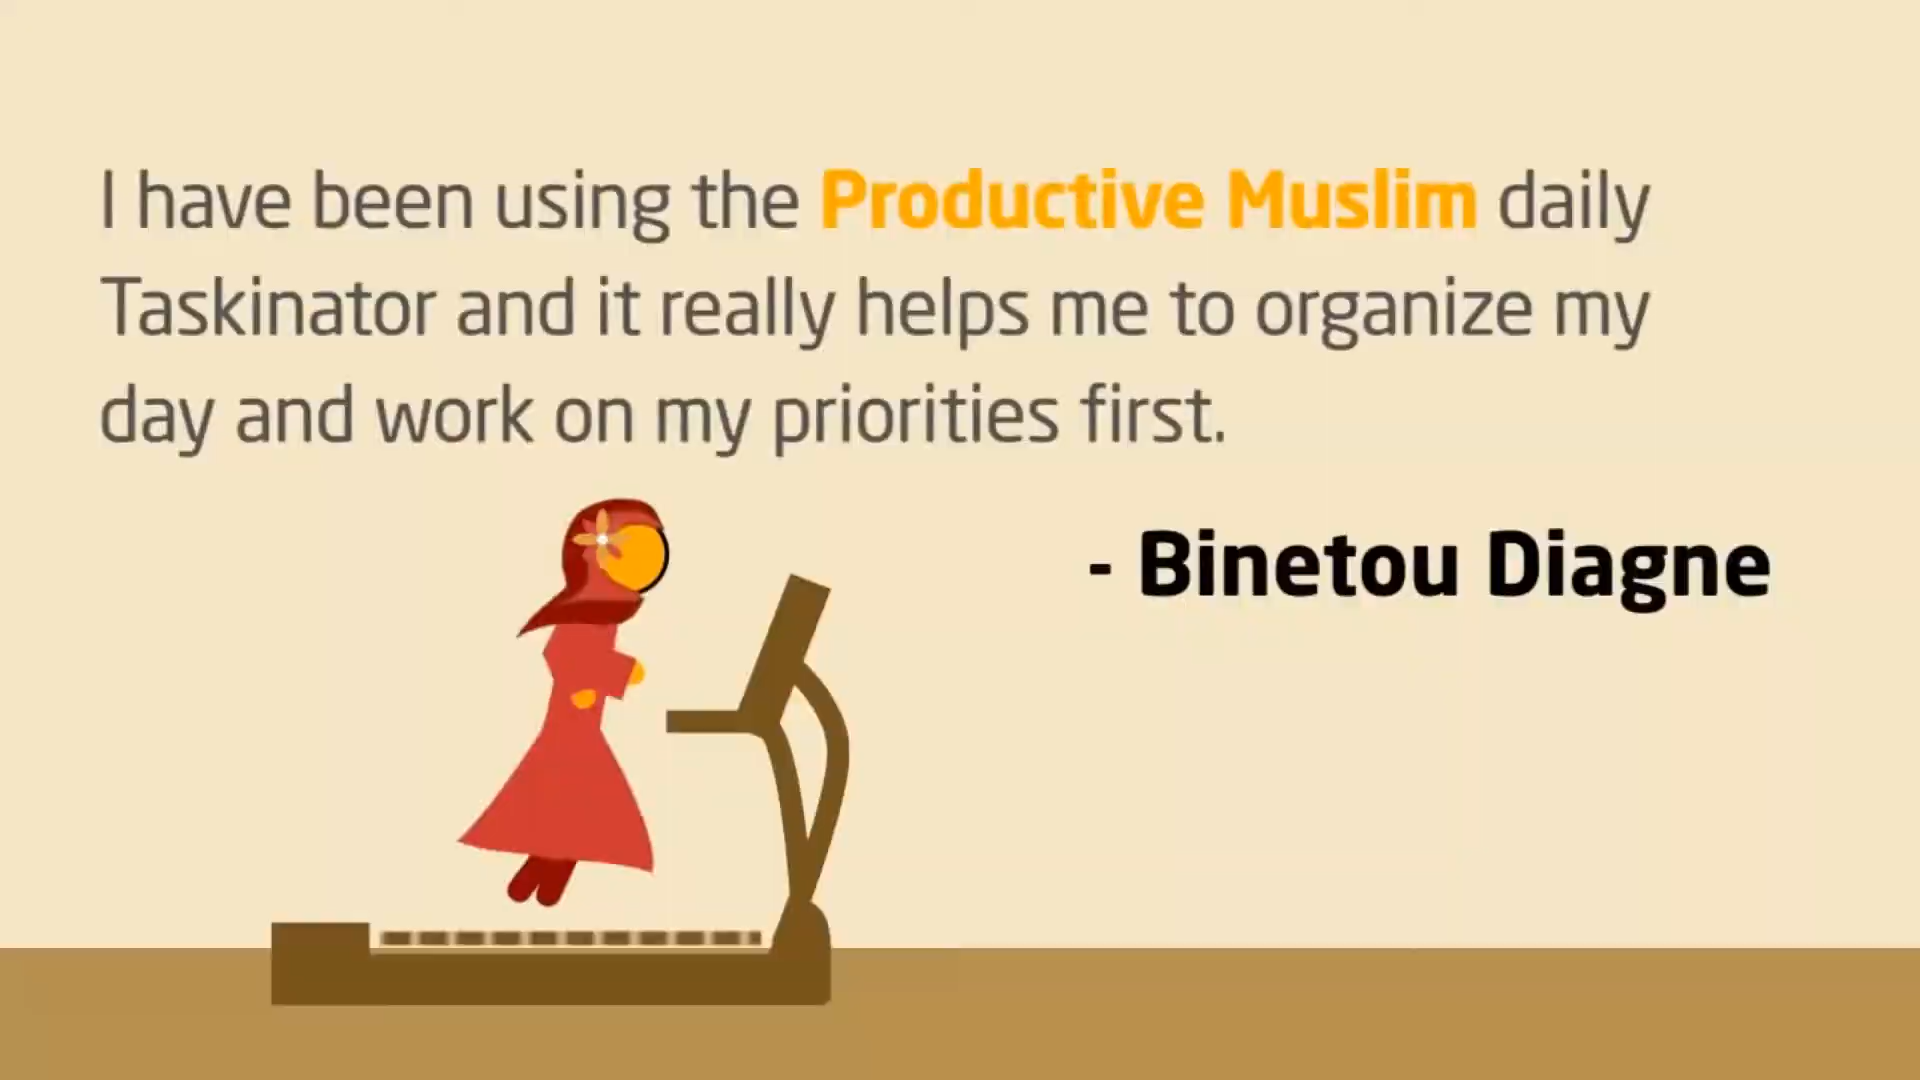 I have been using the Productive Muslim daily
Taskinator and it really helps me to organize my
day and work on my priorities first.
- Binetou Diagne